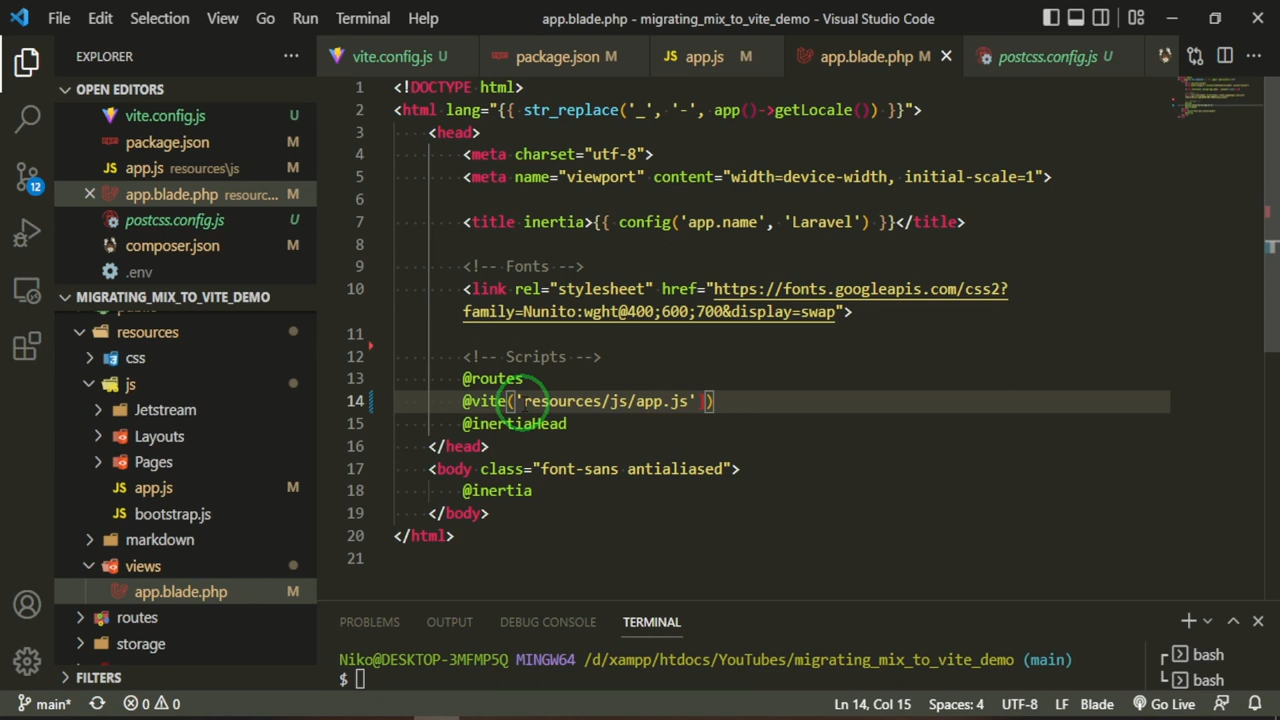 File Edit Selection View Go Run Terminal Help app.blade.php - migrating_mix_to_vite_demo - Visual Studio Code
EXPLORER ...
OPEN EDITORS
vite.config.js U
package.json M
app.js resources\js M
app.blade.php resourc... M
postcss.config.js U
composer.json M
.env
MIGRATING_MIX_TO_VITE_DEMO
resources
css
js
Jetstream
Layouts
Pages
app.js M
bootstrap.js
markdown
views
app.blade.php M
routes
storage
FILTERS
12
vite.config.js U package.json M app.js M app.blade.php M postcss.config.js U
1 <!DOCTYPE html>
2 <html lang="{{ str_replace('_', '-', app()->getLocale()) }}">
3 <head>
4 <meta charset="utf-8">
5 <meta name="viewport" content="width=device-width, initial-scale=1">
6
7 <title inertia>{{ config('app.name', 'Laravel') }}</title>
8
9 <!-- Fonts -->
10 <link rel="stylesheet" href="https://fonts.googleapis.com/css2?
family=Nunito:wght@400;600;700&display=swap">
11
12 <!-- Scripts -->
13 @routes
14 @vite('resources/js/app.js' ])
15 @inertiaHead
16 </head>
17 <body class="font-sans antialiased">
18 @inertia
19 </body>
20 </html>
21
PROBLEMS OUTPUT DEBUG CONSOLE TERMINAL
Niko@DESKTOP-3MFMP5Q MINGW64 /d/xampp/htdocs/YouTubes/migrating_mix_to_vite_demo (main)
$
bash
bash
main* 0 0 Ln 14, Col 15 Spaces: 4 UTF-8 LF Blade Go Live